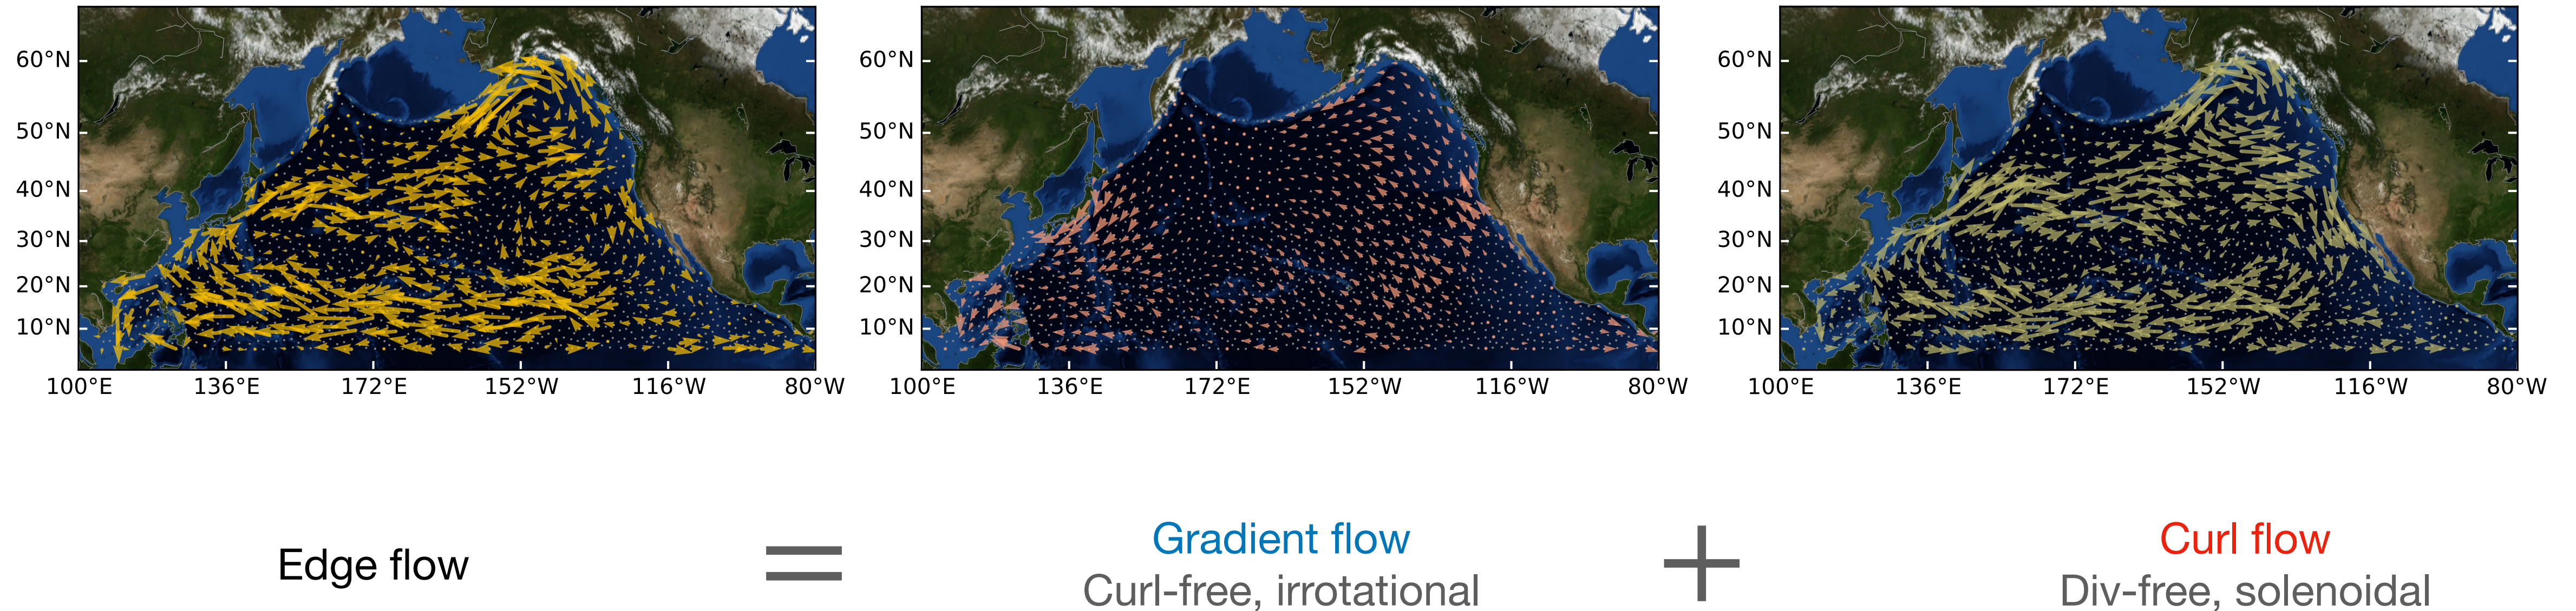 60°N
50°N
40°N
30°N
20°N
10°N
100°E 136°E 172°E 152°W 116°W 80°W
60°N
50°N
40°N
30°N
20°N
10°N
100°E 136°E 172°E 152°W 116°W 80°W
60°N
50°N
40°N
30°N
20°N
10°N
100°E 136°E 172°E 152°W 116°W 80°W
Edge flow
=
Gradient flow
Curl-free, irrotational
+
Curl flow
Div-free, solenoidal